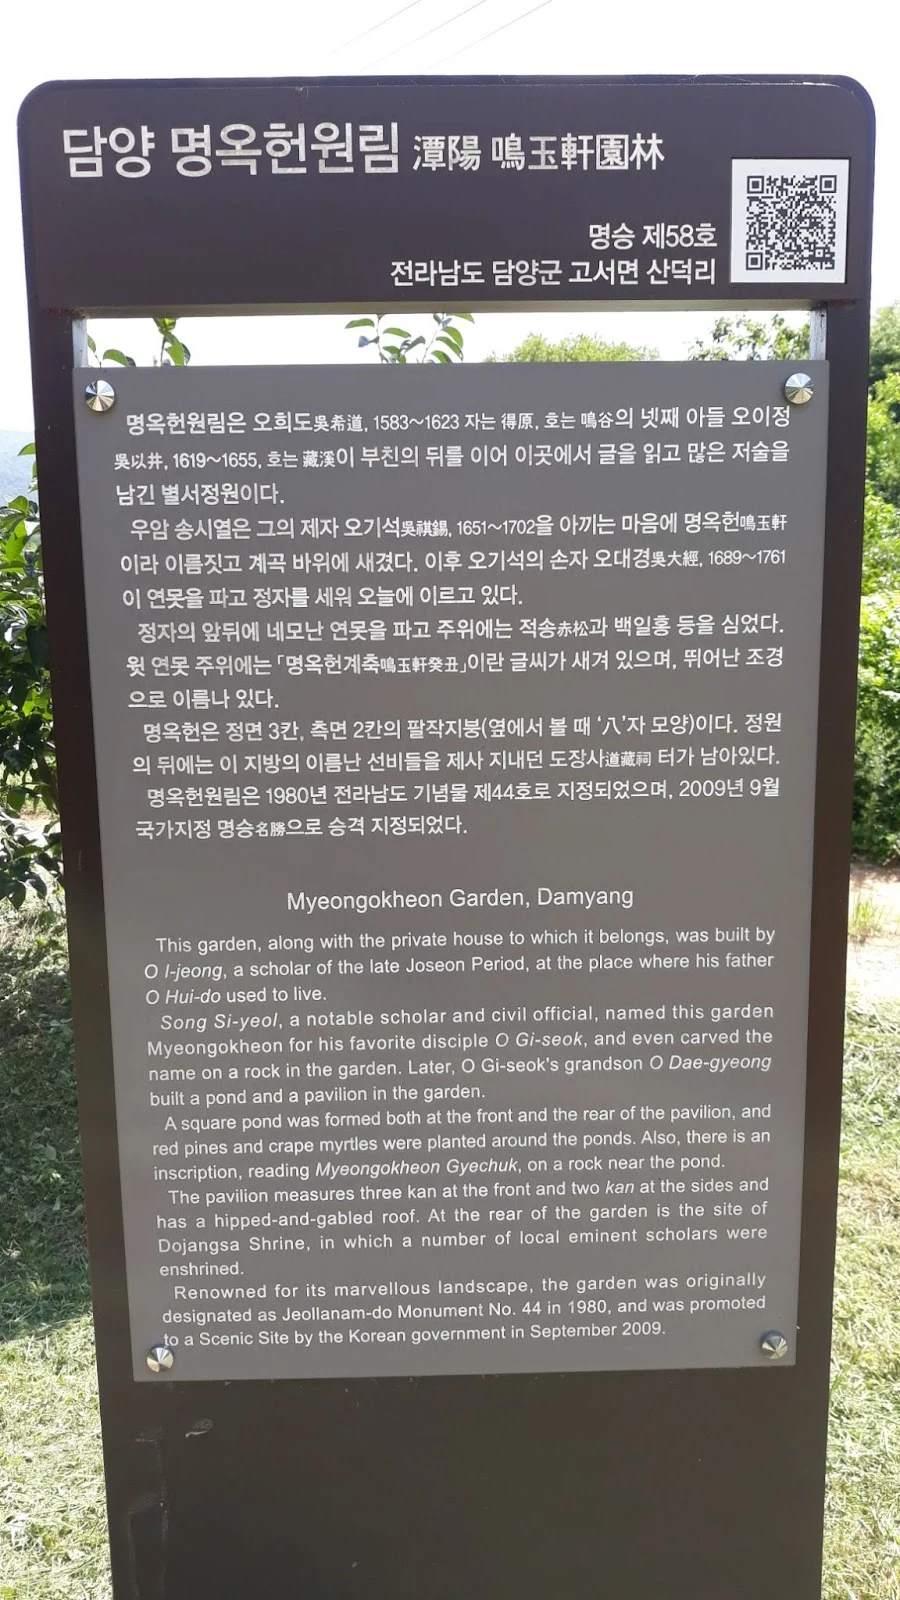 담양 명옥헌원림 潭陽 鳴玉軒園林
명승 제58호
전라남도 담양군 고서면 산덕리
명옥헌원림은 오희도吳希道, 1583~1623 자는 得原, 호는 鳴谷의 넷째 아들 오이정
吳以井, 1619~1655, 호는 藏溪이 부친의 뒤를 이어 이곳에서 글을 읽고 많은 저술을
남긴 별서정원이다.
우암 송시열은 그의 제자 오기석吳祺錫, 1651~1702을 아끼는 마음에 명옥헌鳴玉軒
이라 이름짓고 계곡 바위에 새겼다. 이후 오기석의 손자 오대경吳大經, 1689~1761
이 연못을 파고 정자를 세워 오늘에 이르고 있다.
정자의 앞뒤에 네모난 연못을 파고 주위에는 적송赤松과 백일홍 등을 심었다.
윗 연못 주위에는 「명옥헌계축鳴玉軒癸丑」이란 글씨가 새겨 있으며, 뛰어난 조경
으로 이름나 있다.
명옥헌은 정면 3칸, 측면 2칸의 팔작지붕(옆에서 볼 때 ‘八’자 모양)이다. 정원
의 뒤에는 이 지방의 이름난 선비들을 제사 지내던 도장사道藏祠 터가 남아있다.
명옥헌원림은 1980년 전라남도 기념물 제44호로 지정되었으며, 2009년 9월
국가지정 명승名勝으로 승격 지정되었다.
Myeongokheon Garden, Damyang
This garden, along with the private house to which it belongs, was built by
O I-jeong, a scholar of the late Joseon Period, at the place where his father
O Hui-do used to live.
Song Si-yeol, a notable scholar and civil official, named this garden
Myeongokheon for his favorite disciple O Gi-seok, and even carved the
name on a rock in the garden. Later, O Gi-seok's grandson O Dae-gyeong
built a pond and a pavilion in the garden.
A square pond was formed both at the front and the rear of the pavilion, and
red pines and crape myrtles were planted around the ponds. Also, there is an
inscription, reading Myeongokheon Gyechuk, on a rock near the pond.
The pavilion measures three kan at the front and two kan at the sides and
has a hipped-and-gabled roof. At the rear of the garden is the site of
Dojangsa Shrine, in which a number of local eminent scholars were
enshrined.
Renowned for its marvellous landscape, the garden was originally
designated as Jeollanam-do Monument No. 44 in 1980, and was promoted
to a Scenic Site by the Korean government in September 2009.